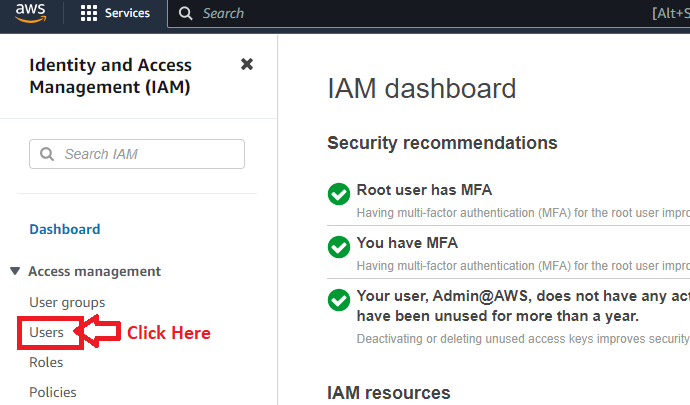 aws
Services
Search
[Alt+S
Identity and Access
Management (IAM)
Search IAM
Dashboard
Access management
User groups
Users
Click Here
Roles
Policies
IAM dashboard
Security recommendations
Root user has MFA
Having multi-factor authentication (MFA) for the root user impro
You have MFA
Having multi-factor authentication (MFA) for the root user impro
Your user, Admin@AWS, does not have any act
have been unused for more than a year.
Deactivating or deleting unused access keys improves security
IAM resources